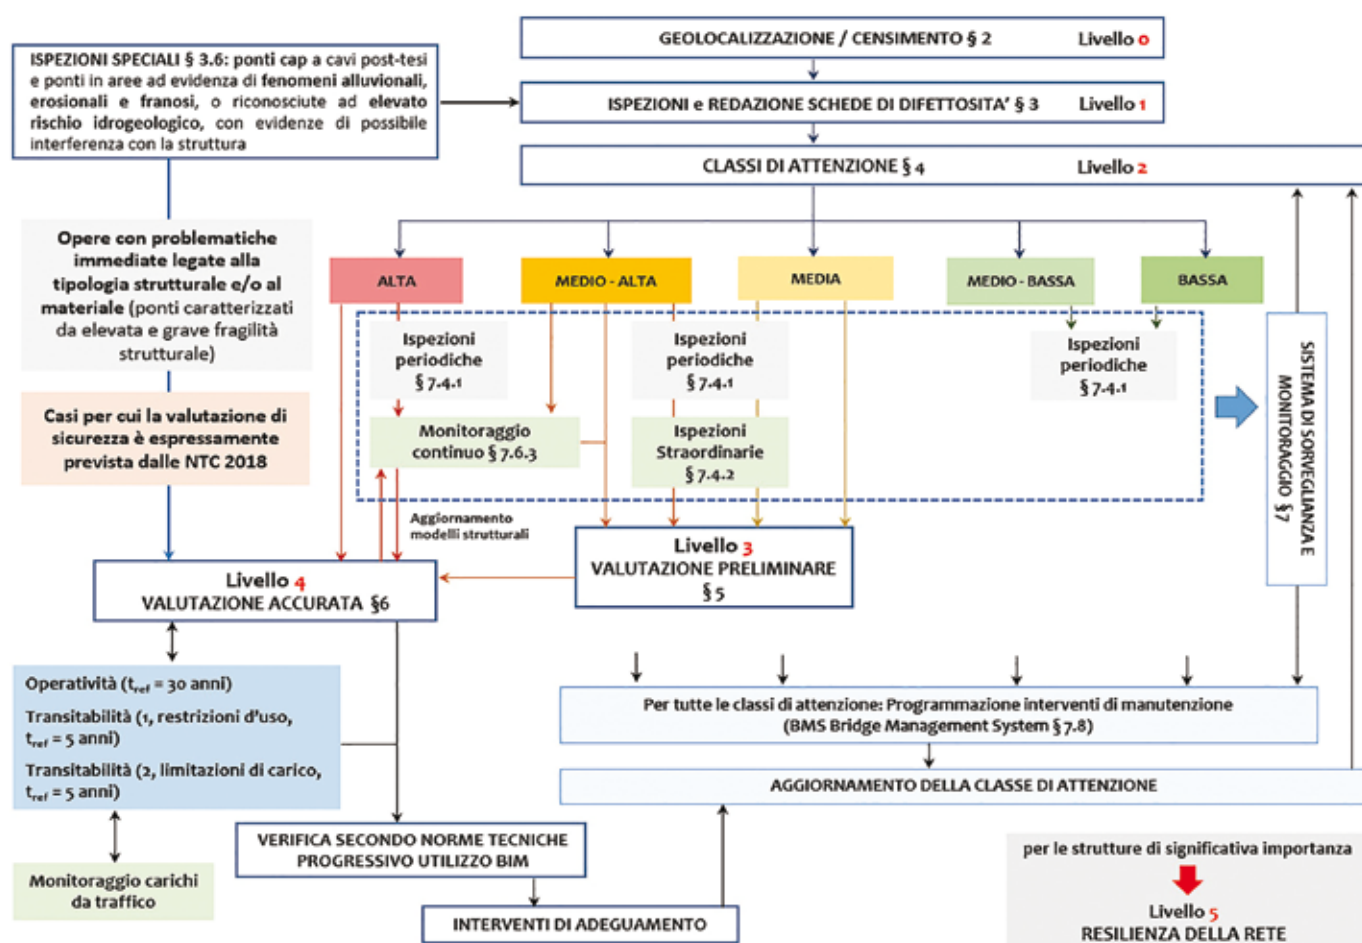 GEOLOCALIZZAZIONE / CENSIMENTO § 2 Livello 0
ISPEZIONI SPECIALI § 3.6: ponti cap a cavi post-tesi
e ponti in aree ad evidenza di fenomeni alluvionali,
erosionali e franosi, o riconosciute ad elevato
rischio idrogeologico, con evidenze di possibile
interferenza con la struttura
ISPEZIONI e REDAZIONE SCHEDE DI DIFETTOSITA' § 3 Livello 1
CLASSI DI ATTENZIONE § 4 Livello 2
Opere con problematiche
immediate legate alla
tipologia strutturale e/o al
materiale (ponti caratterizzati
da elevata e grave fragilità
strutturale)
ALTA
MEDIO - ALTA
MEDIA
MEDIO - BASSA
BASSA
Ispezioni
periodiche
§ 7.4.1
Ispezioni
periodiche
§ 7.4.1
Ispezioni
periodiche
§ 7.4.1
Casi per cui la valutazione di
sicurezza è espressamente
prevista dalle NTC 2018
Monitoraggio
continuo § 7.6.3
Ispezioni
Straordinarie
§ 7.4.2
SISTEMA DI SORVEGLIANZA E
MONITORAGGIO § 7
Aggiornamento
modelli strutturali
Livello 3
VALUTAZIONE PRELIMINARE
§ 5
Livello 4
VALUTAZIONE ACCURATA §6
Operatività (tref = 30 anni)
Transitabilità (1, restrizioni d'uso,
tref = 5 anni)
Transitabilità (2, limitazioni di carico,
tref = 5 anni)
Per tutte le classi di attenzione: Programmazione interventi di manutenzione
(BMS Bridge Management System § 7.8)
AGGIORNAMENTO DELLA CLASSE DI ATTENZIONE
VERIFICA SECONDO NORME TECNICHE
PROGRESSIVO UTILIZZO BIM
Monitoraggio carichi
da traffico
INTERVENTI DI ADEGUAMENTO
per le strutture di significativa importanza
Livello 5
RESILIENZA DELLA RETE